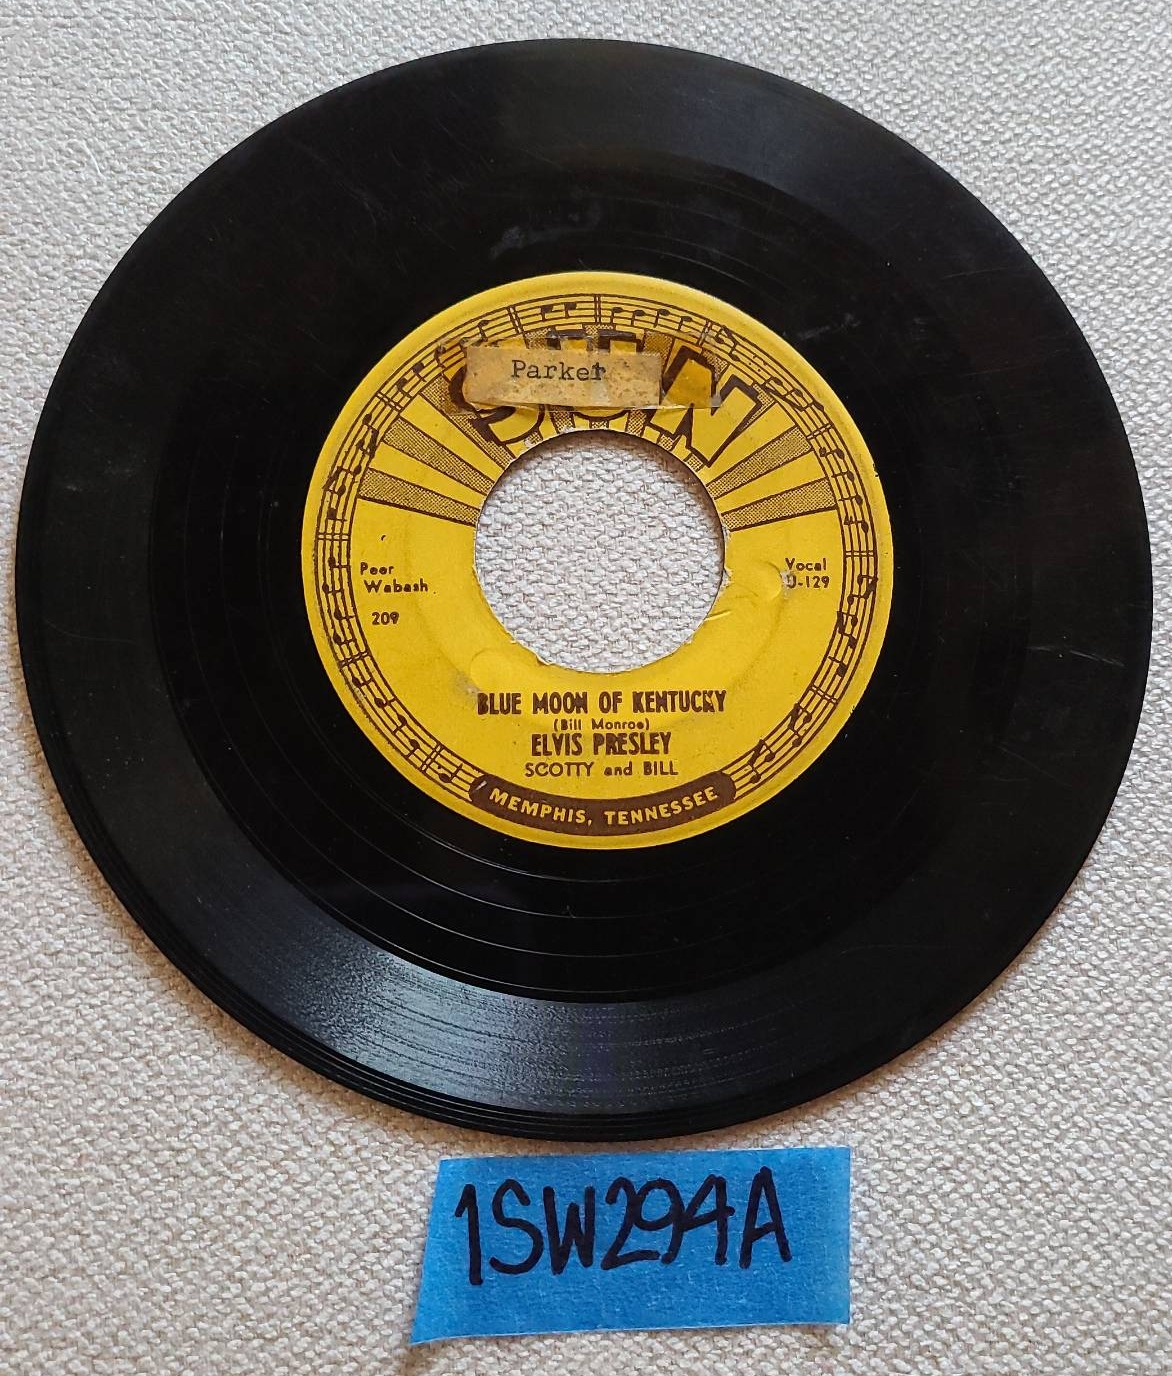 SUN
Parker
Peer
Wabash
209
Vocal
U-129
BLUE MOON OF KENTUCKY
(Bill Monroe)
ELVIS PRESLEY
SCOTTY and BILL
MEMPHIS, TENNESSEE
1SW294A